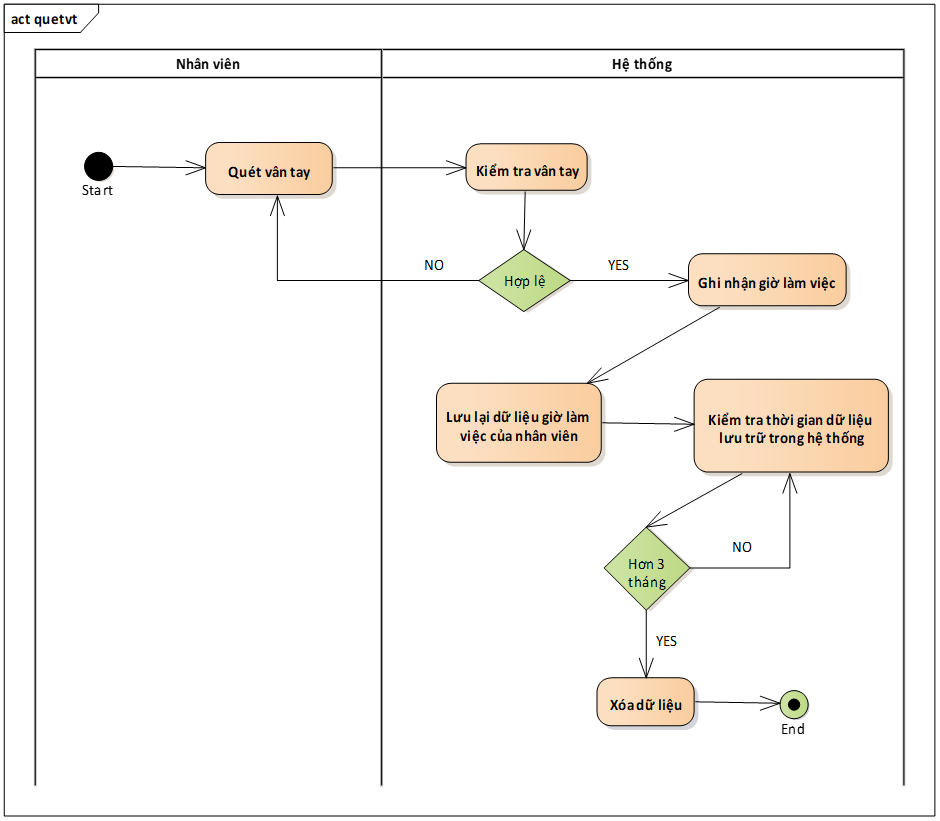 act quetvt
Nhân viên
Hệ thống
Start
Quét vân tay
Kiểm tra vân tay
NO
Hợp lệ
YES
Ghi nhận giờ làm việc
Lưu lại dữ liệu giờ làm
việc của nhân viên
Kiểm tra thời gian dữ liệu
lưu trữ trong hệ thống
Hơn 3
tháng
NO
YES
Xóa dữ liệu
End